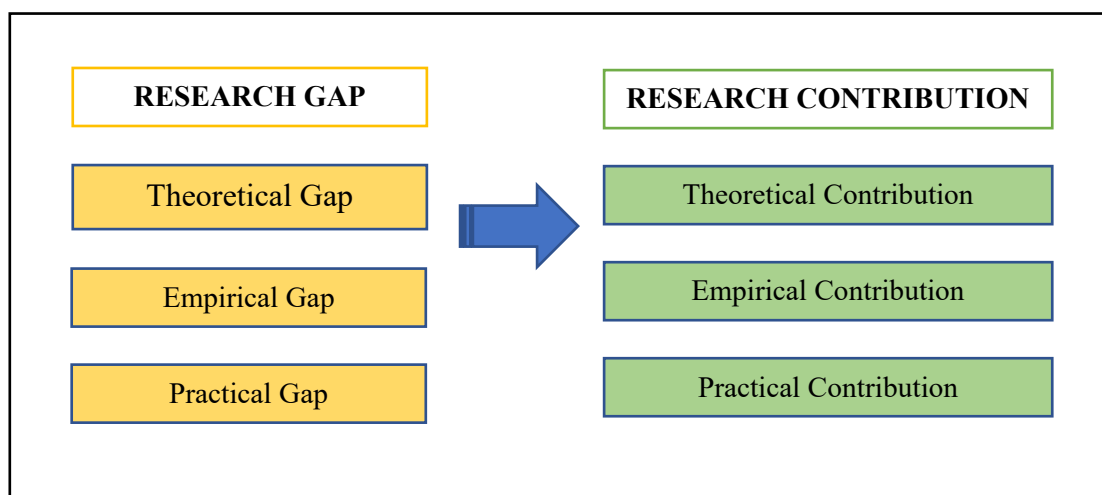 RESEARCH GAP
Theoretical Gap
Empirical Gap
Practical Gap
RESEARCH CONTRIBUTION
Theoretical Contribution
Empirical Contribution
Practical Contribution